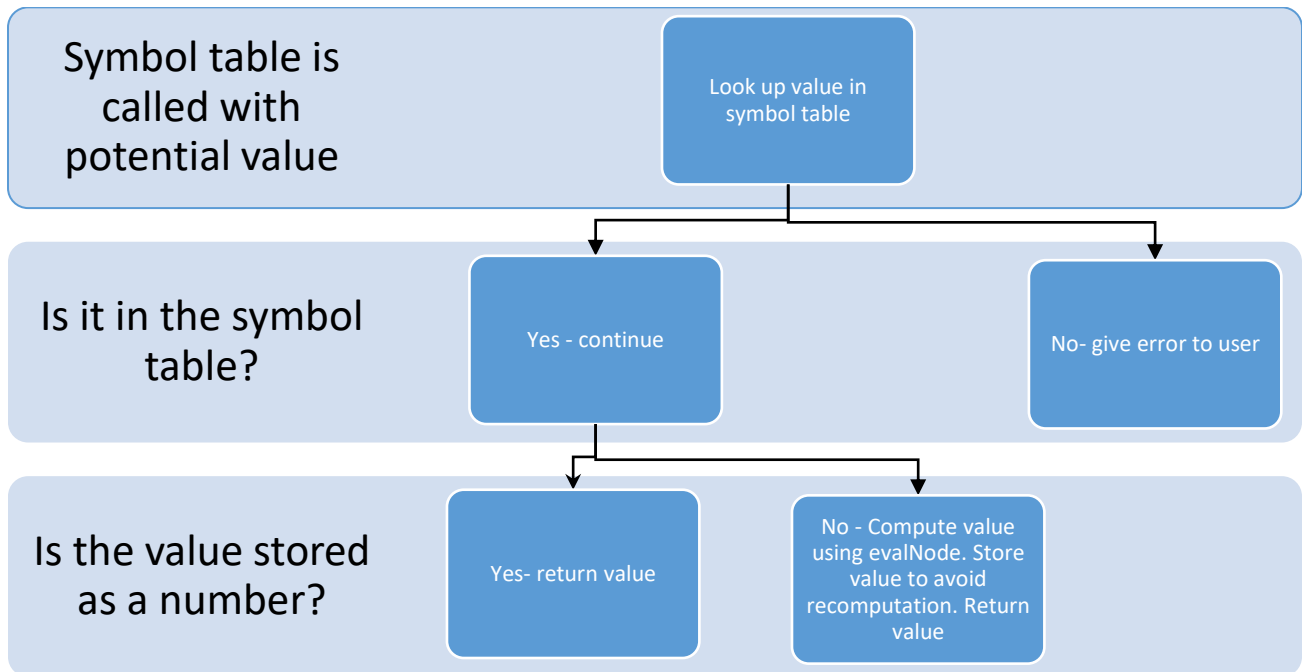 Symbol table is
called with
potential value
Look up value in
symbol table
Is it in the symbol
table?
Yes - continue
No- give error to user
Is the value stored
as a number?
Yes- return value
No - Compute value
using evalNode. Store
value to avoid
recomputation. Return
value